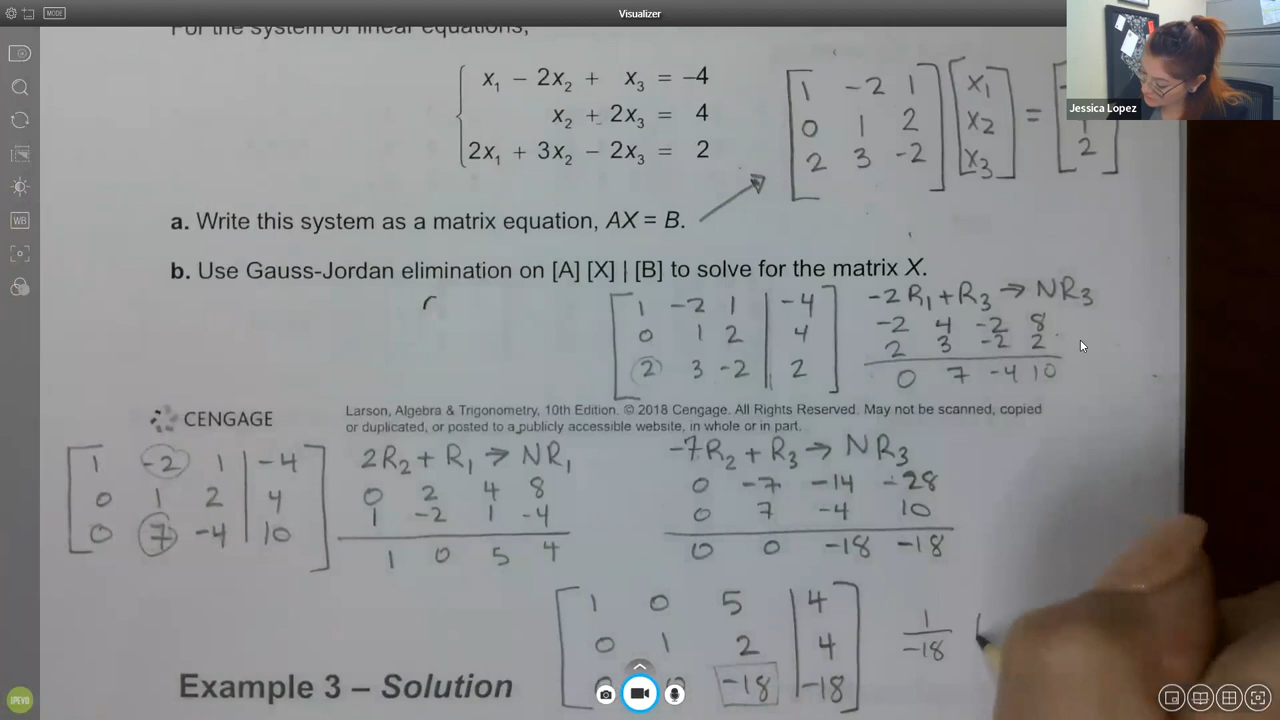 Visualizer
MODE
For the system of linear equations,
x₁ − 2x₂ + x₃ = −4
x₂ + 2x₃ = 4
2x₁ + 3x₂ − 2x₃ = 2
1 -2 1 x₁
0 1 2 x₂ =
2 3 -2 x₃ 2
Jessica Lopez
a. Write this system as a matrix equation, AX = B.
b. Use Gauss-Jordan elimination on [A] [X] | [B] to solve for the matrix X.
1 -2 1 | -4
0 1 2 | 4
2 3 -2 | 2
-2R₁ + R₃ → NR₃
-2 4 -2 8
2 3 -2 2
0 7 -4 10
CENGAGE
Larson, Algebra & Trigonometry, 10th Edition. © 2018 Cengage. All Rights Reserved. May not be scanned, copied
or duplicated, or posted to a publicly accessible website, in whole or in part.
1 -2 1 | -4
0 1 2 | 4
0 7 -4 | 10
2R₂ + R₁ → NR₁
0 2 4 8
1 -2 1 -4
1 0 5 4
-7R₂ + R₃ → NR₃
0 -7 -14 -28
0 7 -4 10
0 0 -18 -18
1 0 5 | 4
0 1 2 | 4
-18 | -18
1
-18
Example 3 – Solution
WB
IPEVO